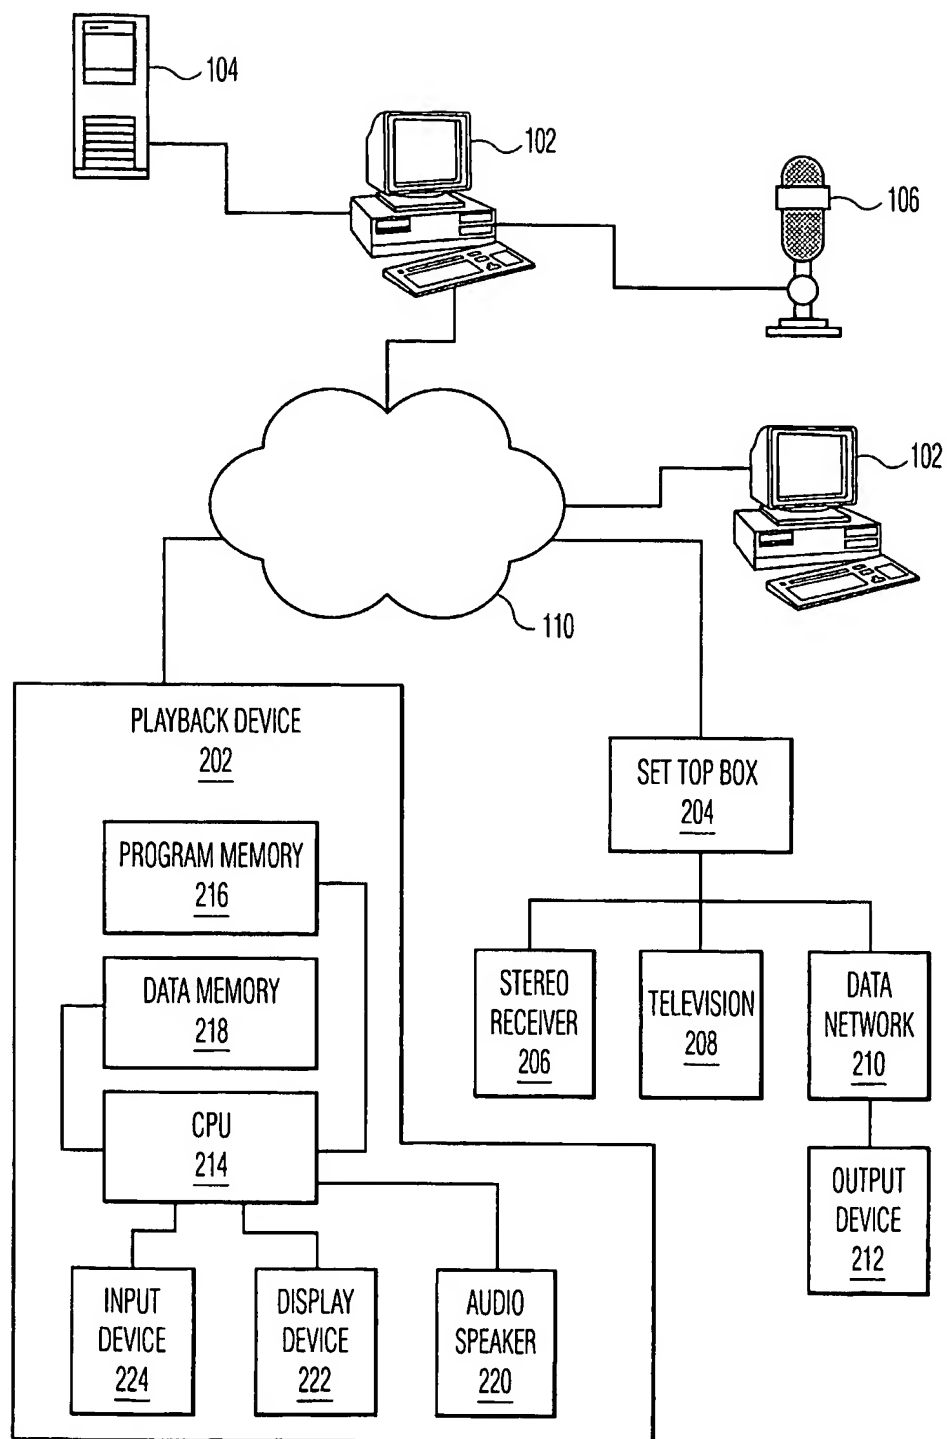 104
102
106
102
110
PLAYBACK DEVICE
202
SET TOP BOX
204
PROGRAM MEMORY
216
DATA MEMORY
218
CPU
214
STEREO
RECEIVER
206
TELEVISION
208
DATA
NETWORK
210
OUTPUT
DEVICE
212
INPUT
DEVICE
224
DISPLAY
DEVICE
222
AUDIO
SPEAKER
220